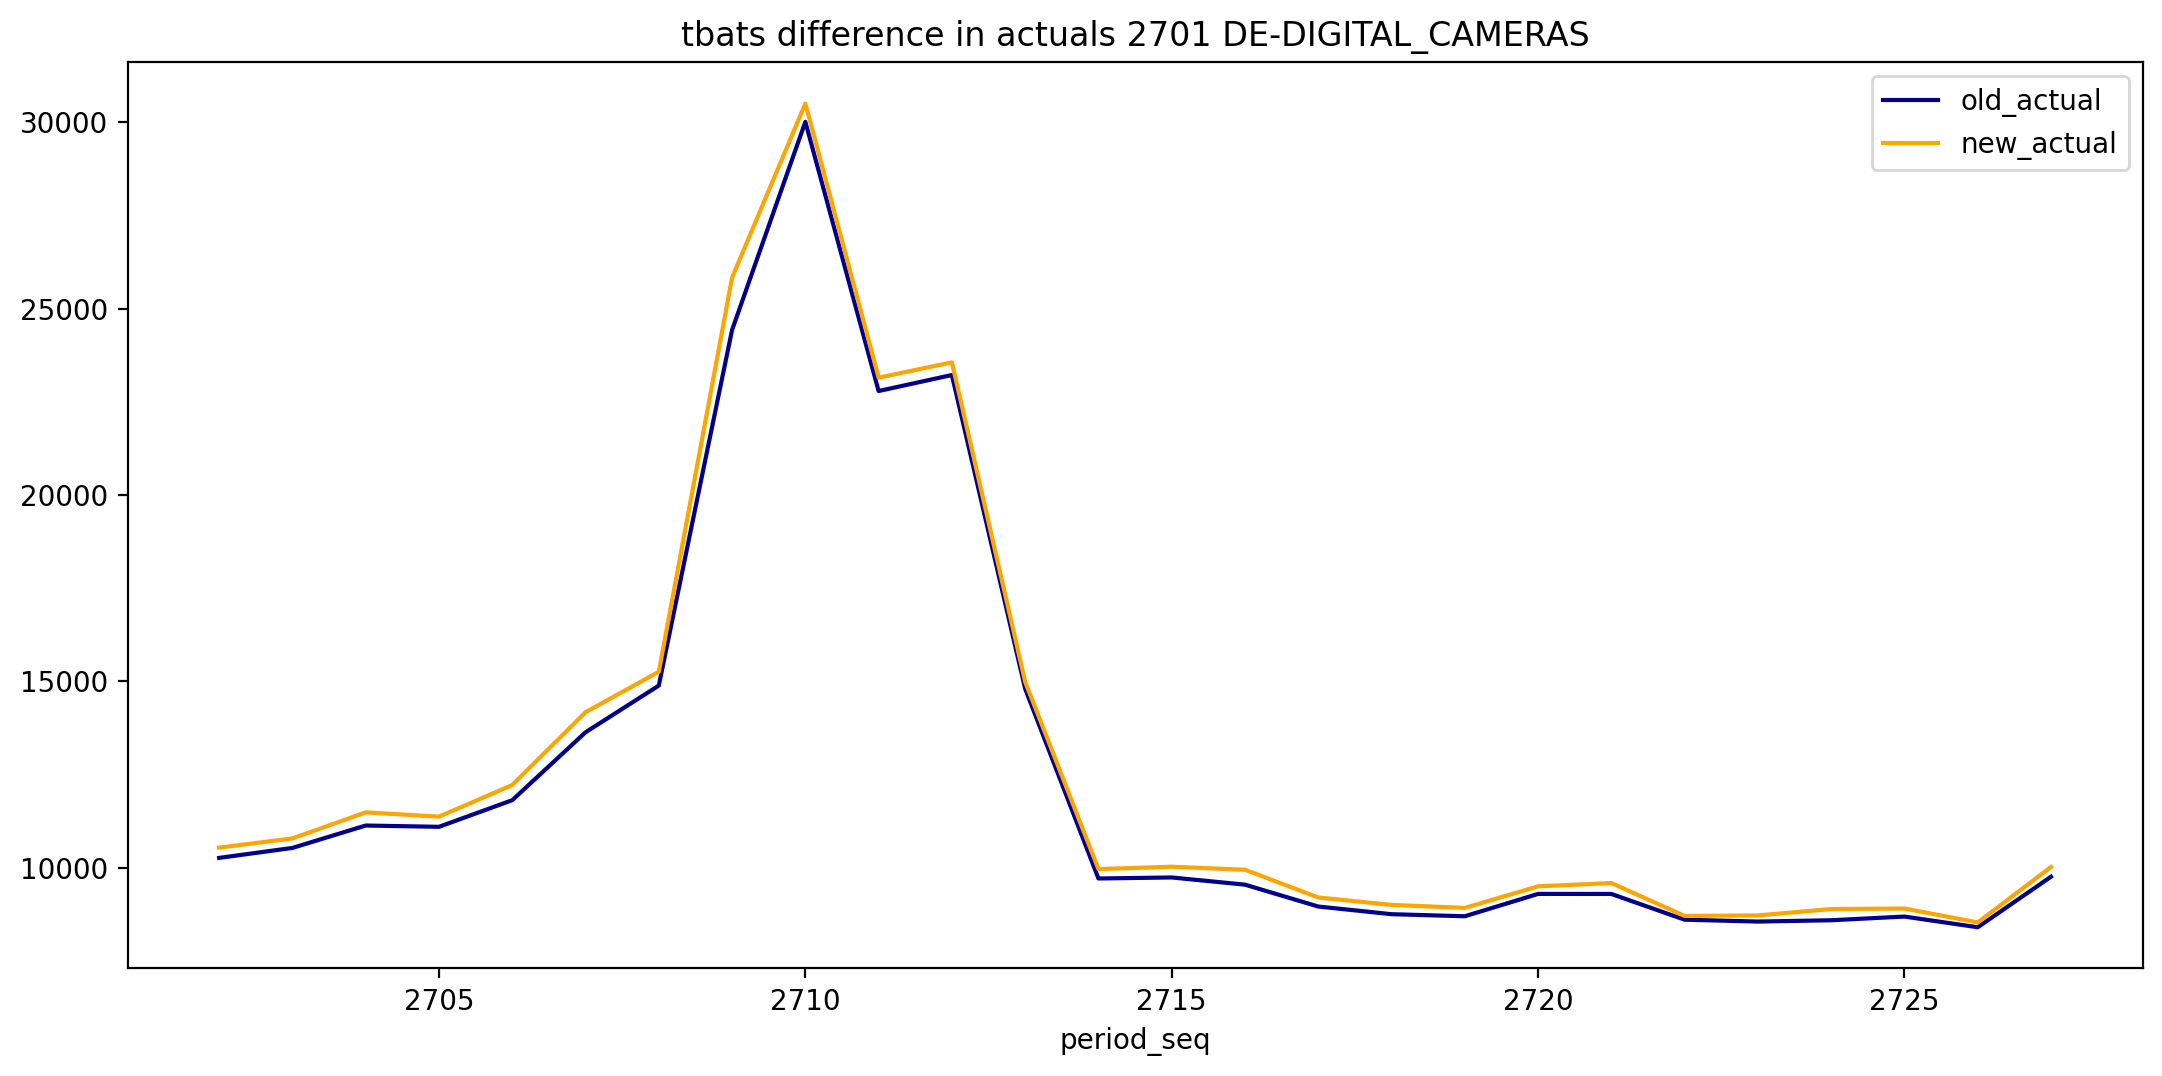 tbats difference in actuals 2701 DE-DIGITAL_CAMERAS
old_actual
new_actual
30000
25000
20000
15000
10000
2705
2710
2715
2720
2725
period_seq